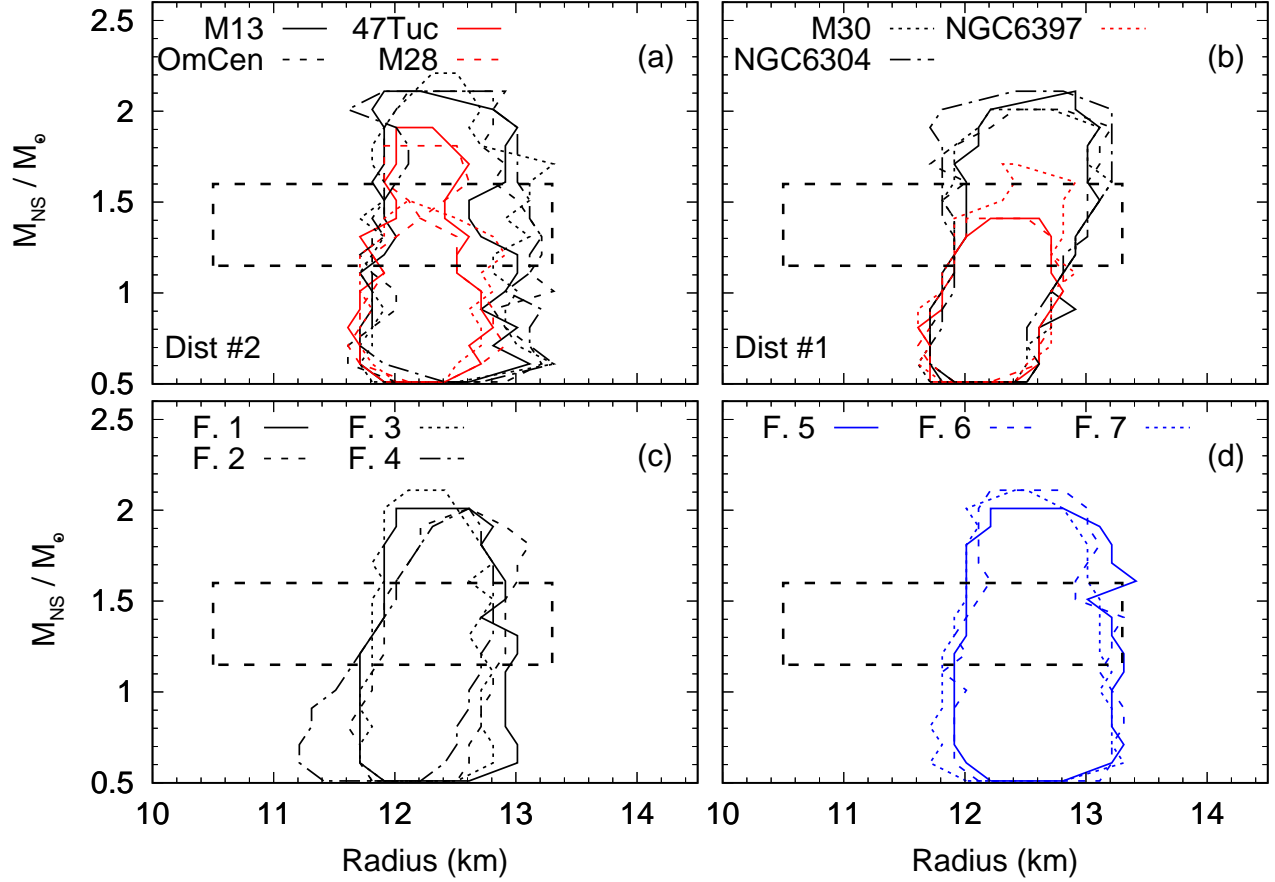 M13 47Tuc
OmCen M28
(a)
Dist #2
M30 NGC6397
NGC6304
(b)
Dist #1
F. 1 F. 3
F. 2 F. 4
(c)
F. 5 F. 6 F. 7
(d)
M_NS / M_⊙
2.5
2
1.5
1
0.5
M_NS / M_⊙
2.5
2
1.5
1
0.5
10 11 12 13 14
10 11 12 13 14
Radius (km)
Radius (km)